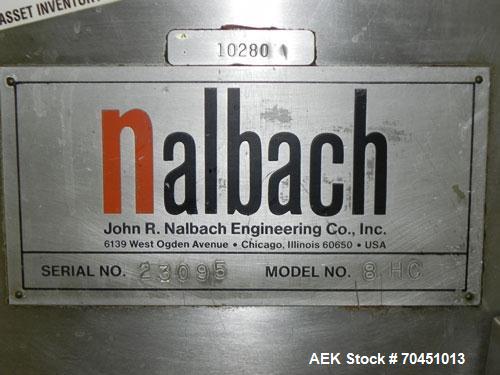 ASSET INVENTOR
10280
nalbach
John R. Nalbach Engineering Co., Inc.
6139 West Ogden Avenue • Chicago, Illinois 60650 • USA
SERIAL NO. 23095 MODEL NO. 8 HC
AEK Stock # 70451013